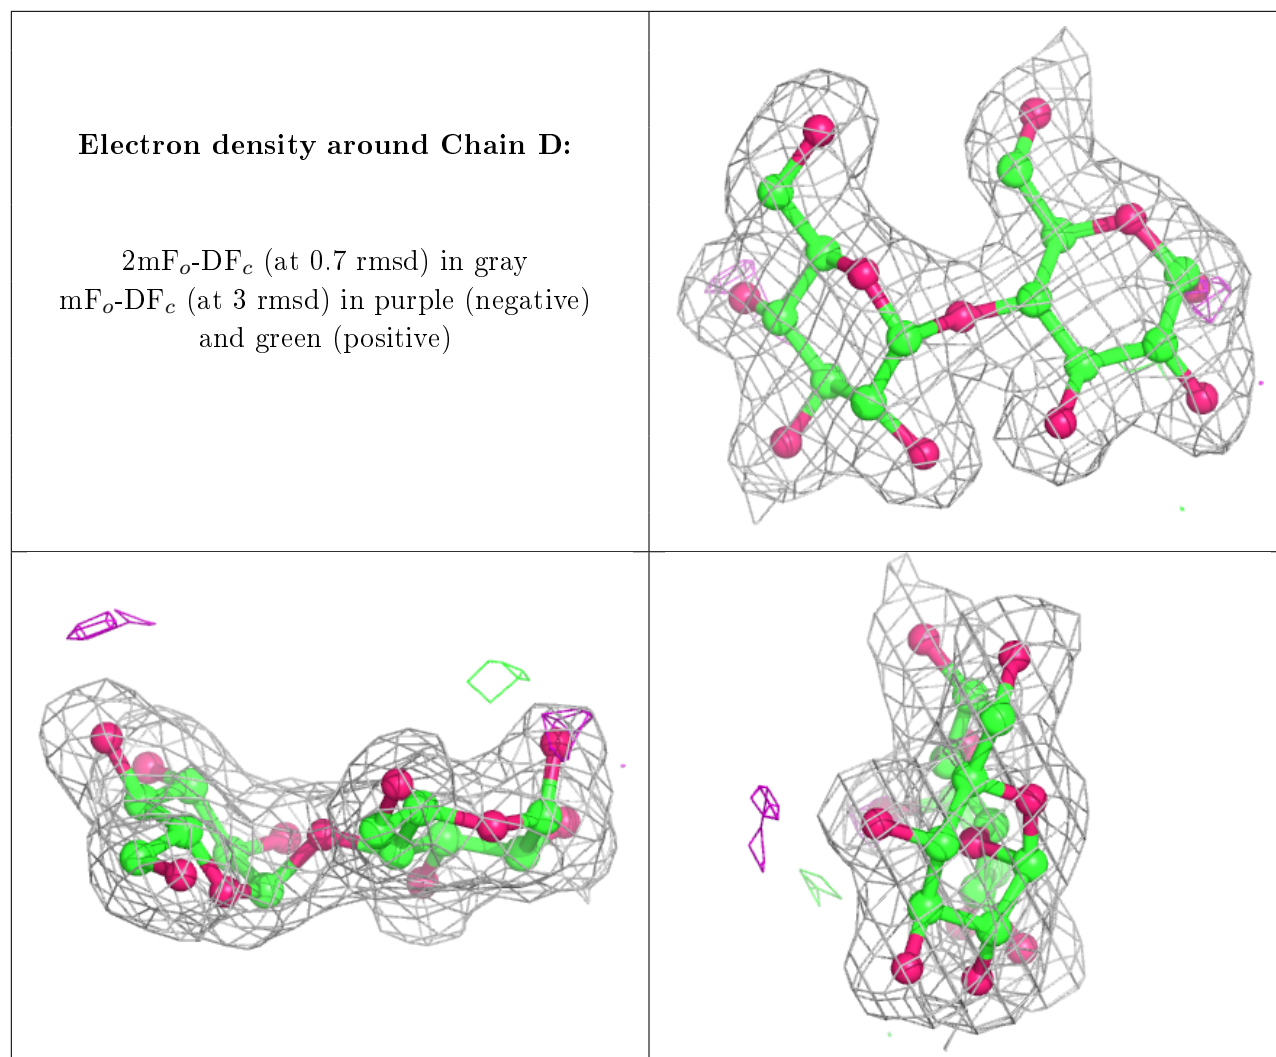 Electron density around Chain D:
2mFo-DFc (at 0.7 rmsd) in gray
mFo-DFc (at 3 rmsd) in purple (negative)
and green (positive)